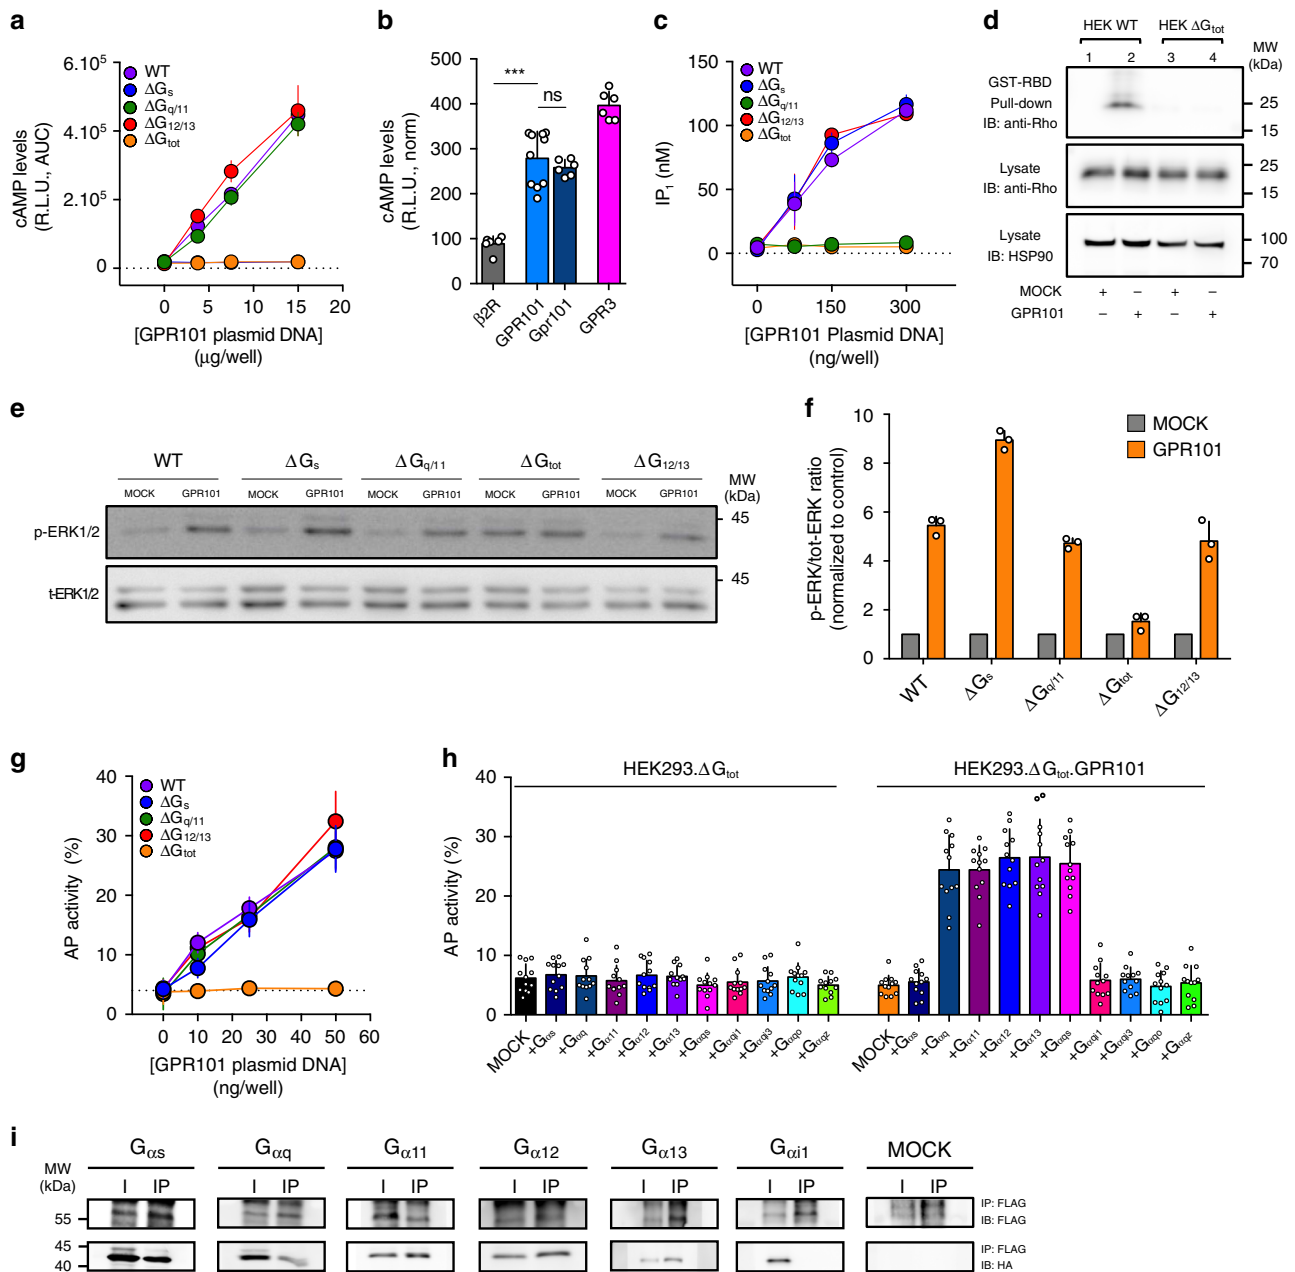 a
cAMP levels
(R.L.U., AUC)
6.10⁵
4.10⁵
2.10⁵
0
WT
ΔGs
ΔGq/11
ΔG12/13
ΔGtot
0 5 10 15 20
[GPR101 plasmid DNA]
(μg/well)
b
cAMP levels
(R.L.U., norm)
500
400
300
200
100
0
***
ns
β2R
GPR101
Gpr101
GPR3
c
IP₁ (nM)
150
100
50
0
WT
ΔGs
ΔGq/11
ΔG12/13
ΔGtot
0 150 300
[GPR101 Plasmid DNA]
(ng/well)
d
HEK WT HEK ΔGtot
1 2 3 4
MW
(kDa)
GST-RBD
Pull-down
IB: anti-Rho
25
15
Lysate
IB: anti-Rho
25
15
Lysate
IB: HSP90
100
70
MOCK + − + −
GPR101 − + − +
e
WT ΔGs ΔGq/11 ΔGtot ΔG12/13
MOCK GPR101 MOCK GPR101 MOCK GPR101 MOCK GPR101 MOCK GPR101
MW
(kDa)
p-ERK1/2
45
t-ERK1/2
45
f
p-ERK/tot-ERK ratio
(normalized to control)
10
8
6
4
2
0
MOCK
GPR101
WT
ΔGs
ΔGq/11
ΔGtot
ΔG12/13
g
AP activity (%)
40
30
20
10
0
WT
ΔGs
ΔGq/11
ΔG12/13
ΔGtot
0 10 20 30 40 50 60
[GPR101 plasmid DNA]
(ng/well)
h
HEK293.ΔGtot HEK293.ΔGtot.GPR101
AP activity (%)
40
30
20
10
0
MOCK +Gαs +Gαq +Gα11 +Gα12 +Gα13 +Gαqs +Gαqi1 +Gαqi3 +Gαqo +Gαqz
MOCK +Gαs +Gαq +Gα11 +Gα12 +Gα13 +Gαqs +Gαqi1 +Gαqi3 +Gαqo +Gαqz
i
Gαs Gαq Gα11 Gα12 Gα13 Gαi1 MOCK
MW
(kDa)
I IP I IP I IP I IP I IP I IP I IP
55
IP: FLAG
IB: FLAG
45
40
IP: FLAG
IB: HA